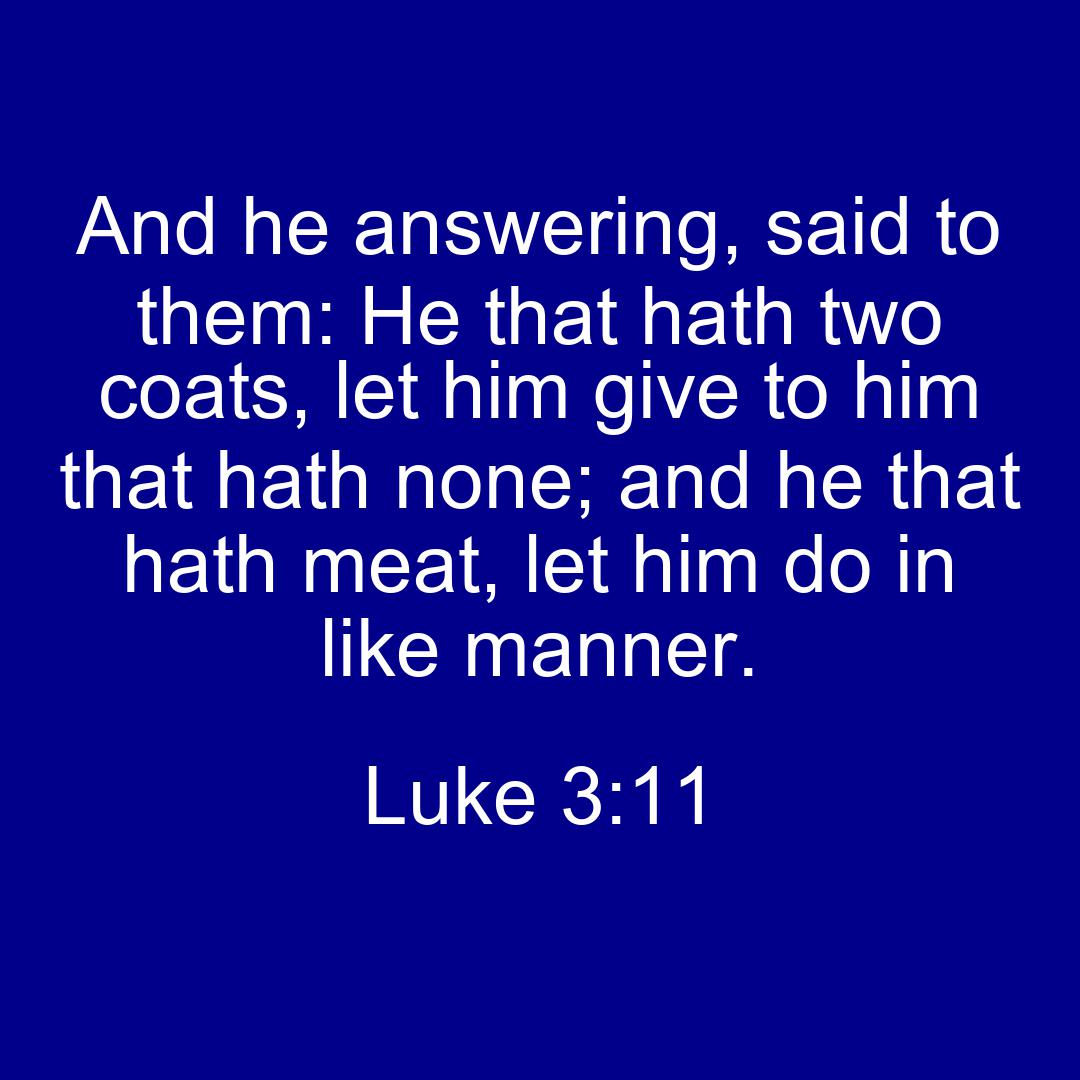 And he answering, said to
them: He that hath two
coats, let him give to him
that hath none; and he that
hath meat, let him do in
like manner.
Luke 3:11